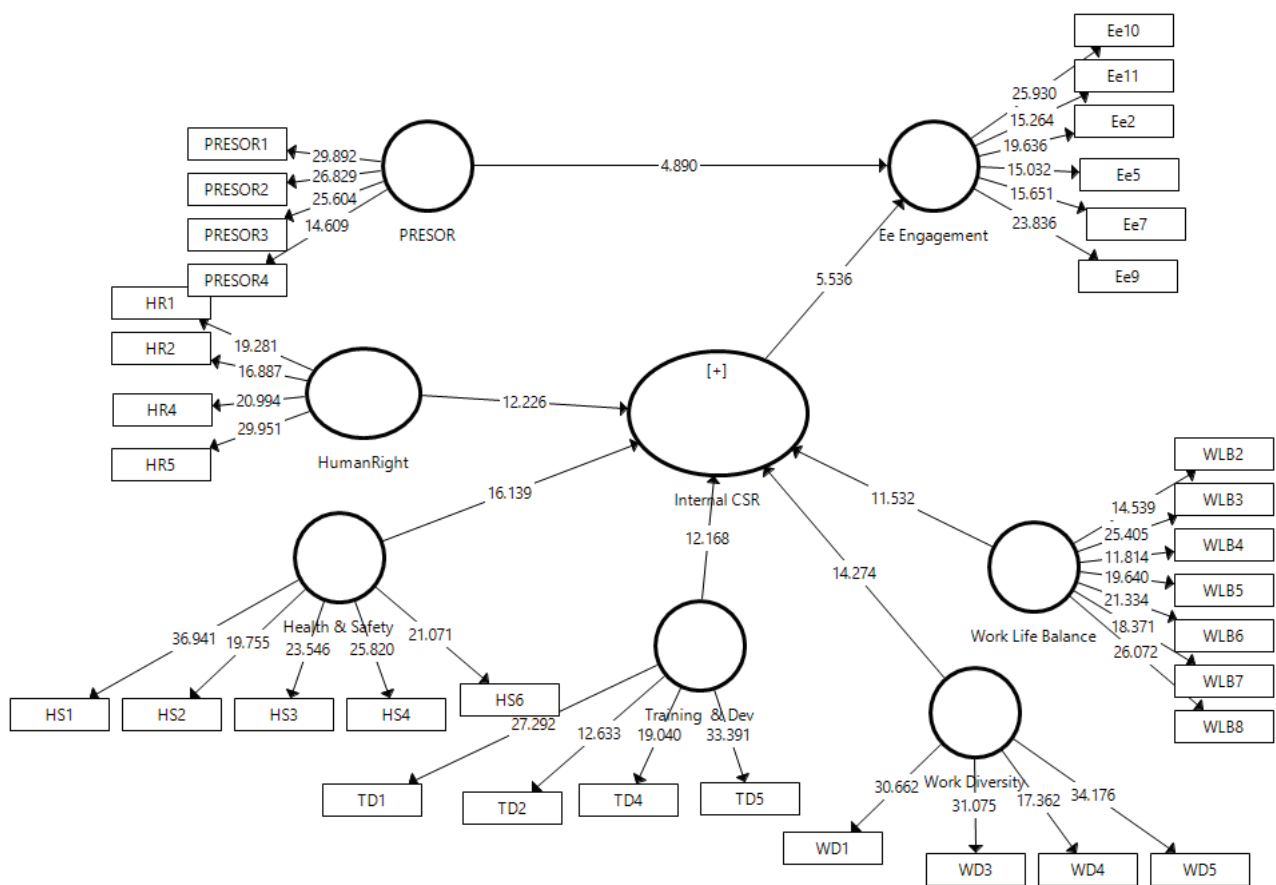 Ee10
Ee11
25.930
15.264
Ee2
PRESOR1
29.892
19.636
PRESOR2
26.829
4.890
15.032
Ee5
25.604
15.651
PRESOR3
14.609
23.836
Ee7
PRESOR
Ee Engagement
PRESOR4
Ee9
HR1
5.536
19.281
HR2
16.887
[+]
HR4
20.994
12.226
29.951
HR5
HumanRight
WLB2
Internal CSR
16.139
11.532
14.539
WLB3
25.405
12.168
11.814
WLB4
14.274
19.640
WLB5
21.334
Health & Safety
18.371
Work Life Balance
WLB6
36.941
19.755
23.546
25.820
21.071
26.072
WLB7
HS1
HS2
HS3
HS4
HS6
Training & Dev
WLB8
27.292
12.633
19.040
33.391
Work Diversity
TD1
TD2
TD4
TD5
30.662
31.075
17.362
34.176
WD1
WD3
WD4
WD5